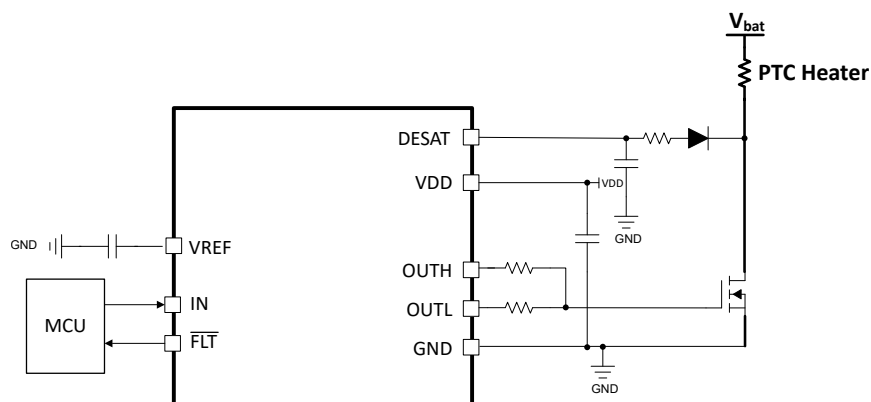 Vbat
PTC Heater
DESAT
VDD
VDD
GND
GND
VREF
OUTH
IN
OUTL
MCU
FLT
GND
GND